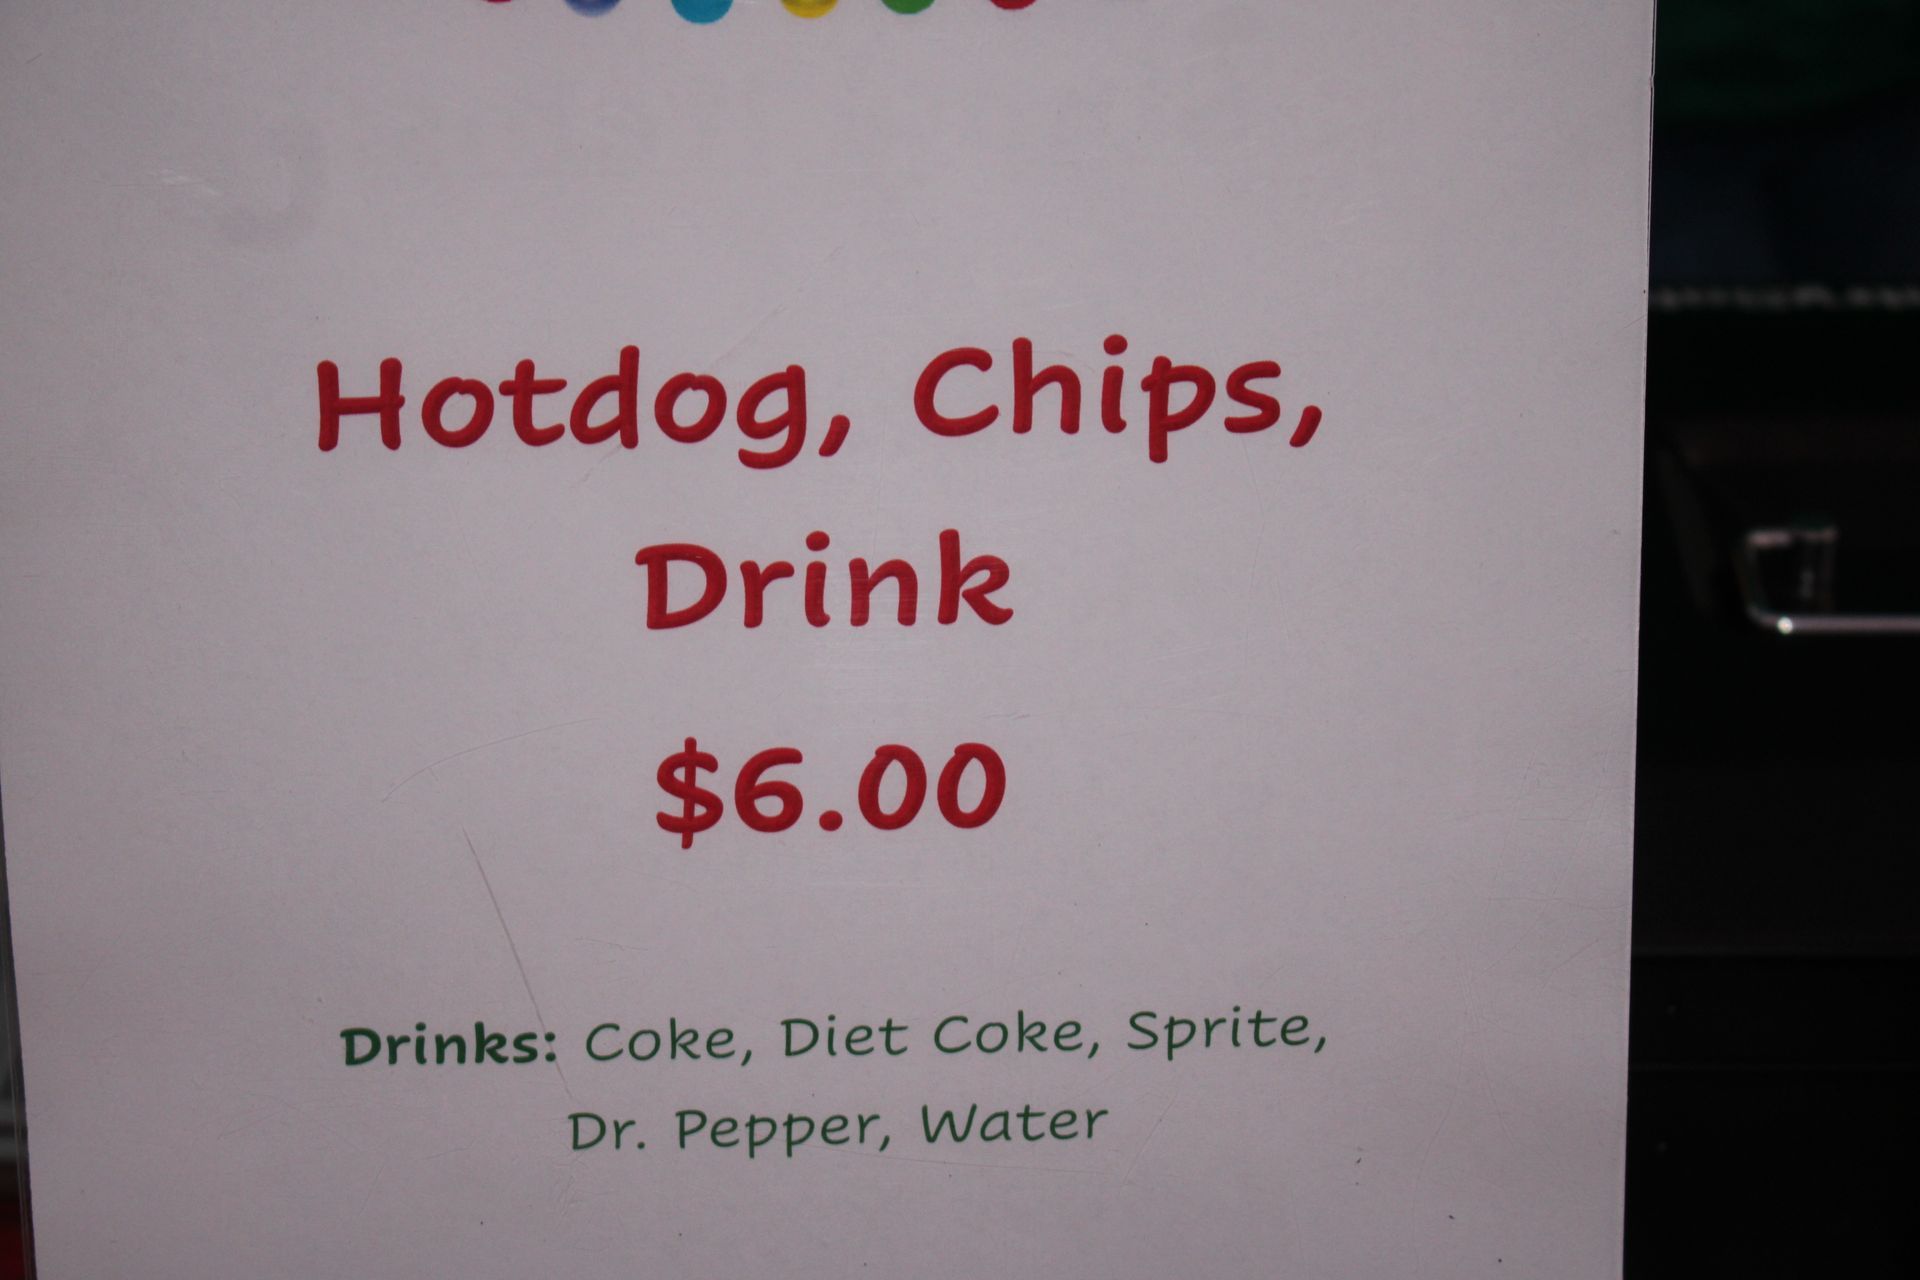 Hotdog, Chips,
Drink
$6.00
Drinks: Coke, Diet Coke, Sprite,
Dr. Pepper, Water